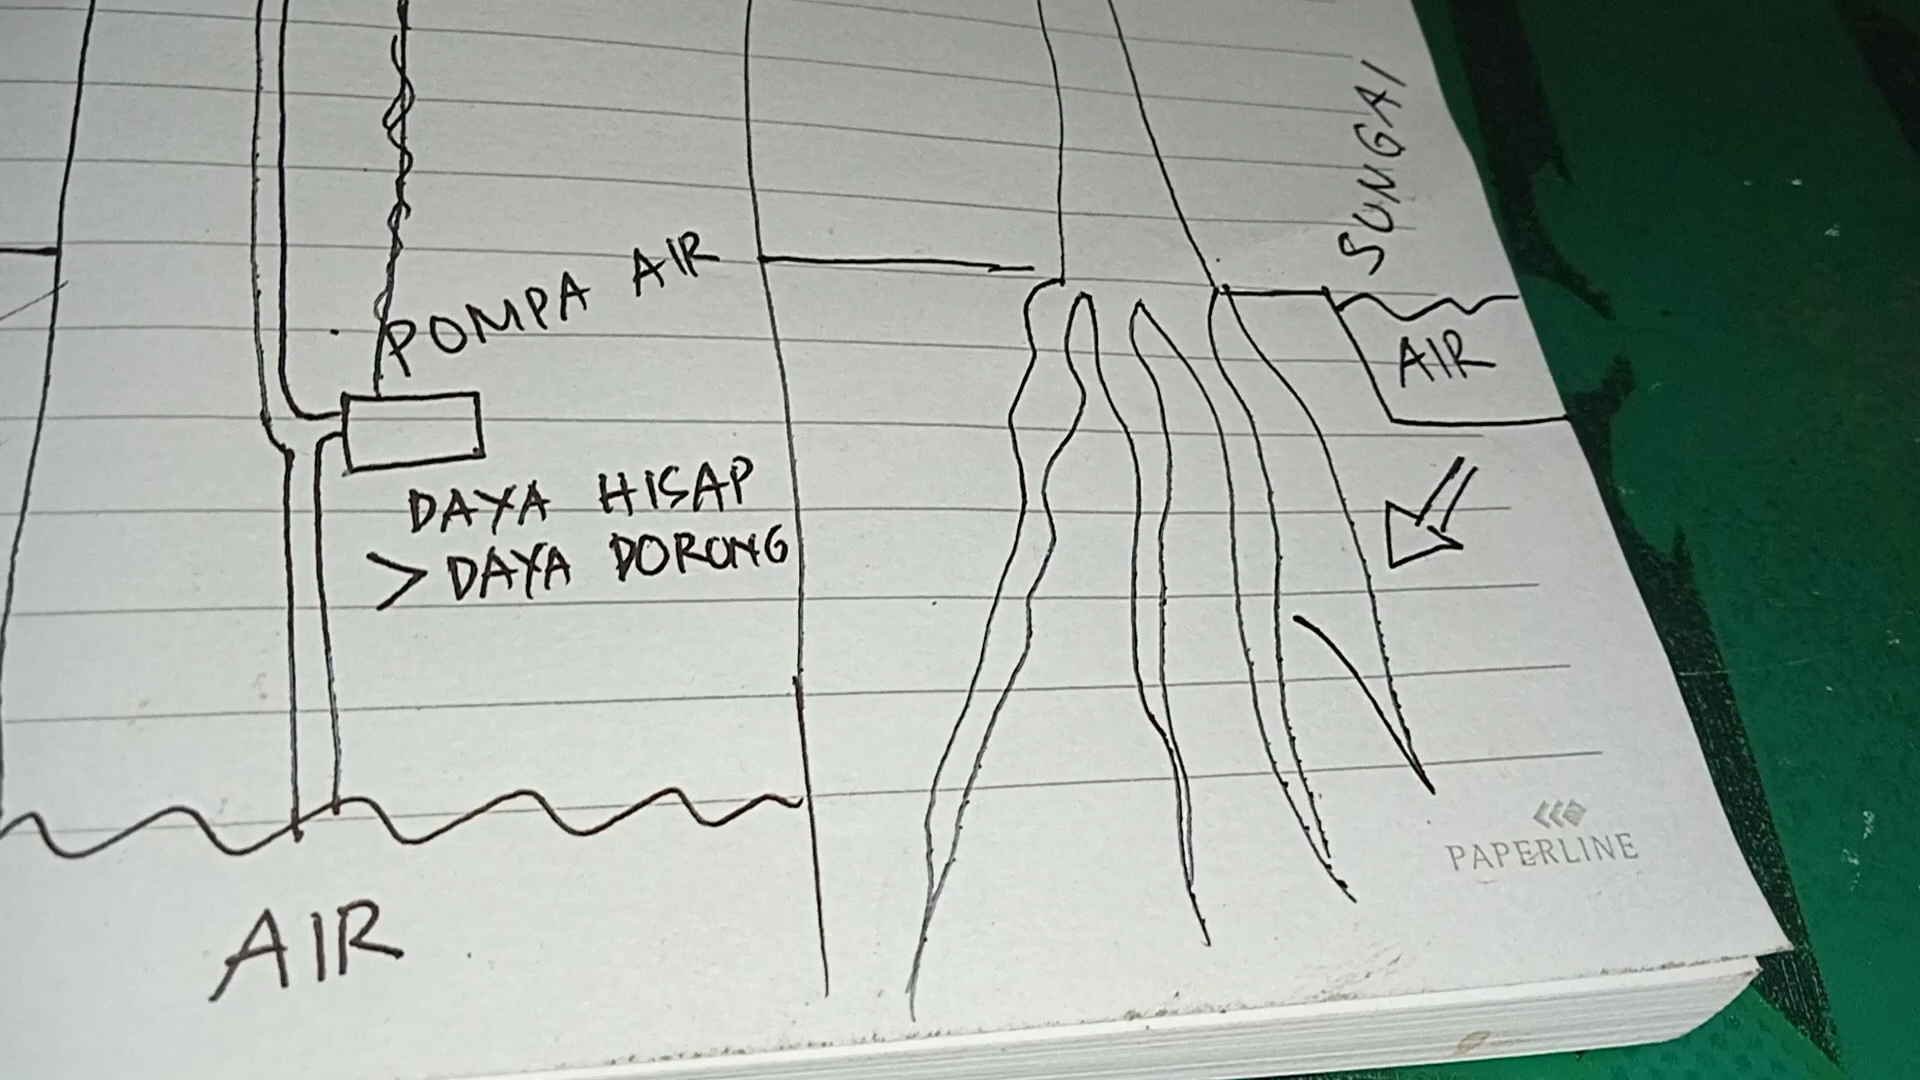 SUNGAI
POMPA AIR
AIR
DAYA HISAP
> DAYA DORONG
PAPERLINE
AIR